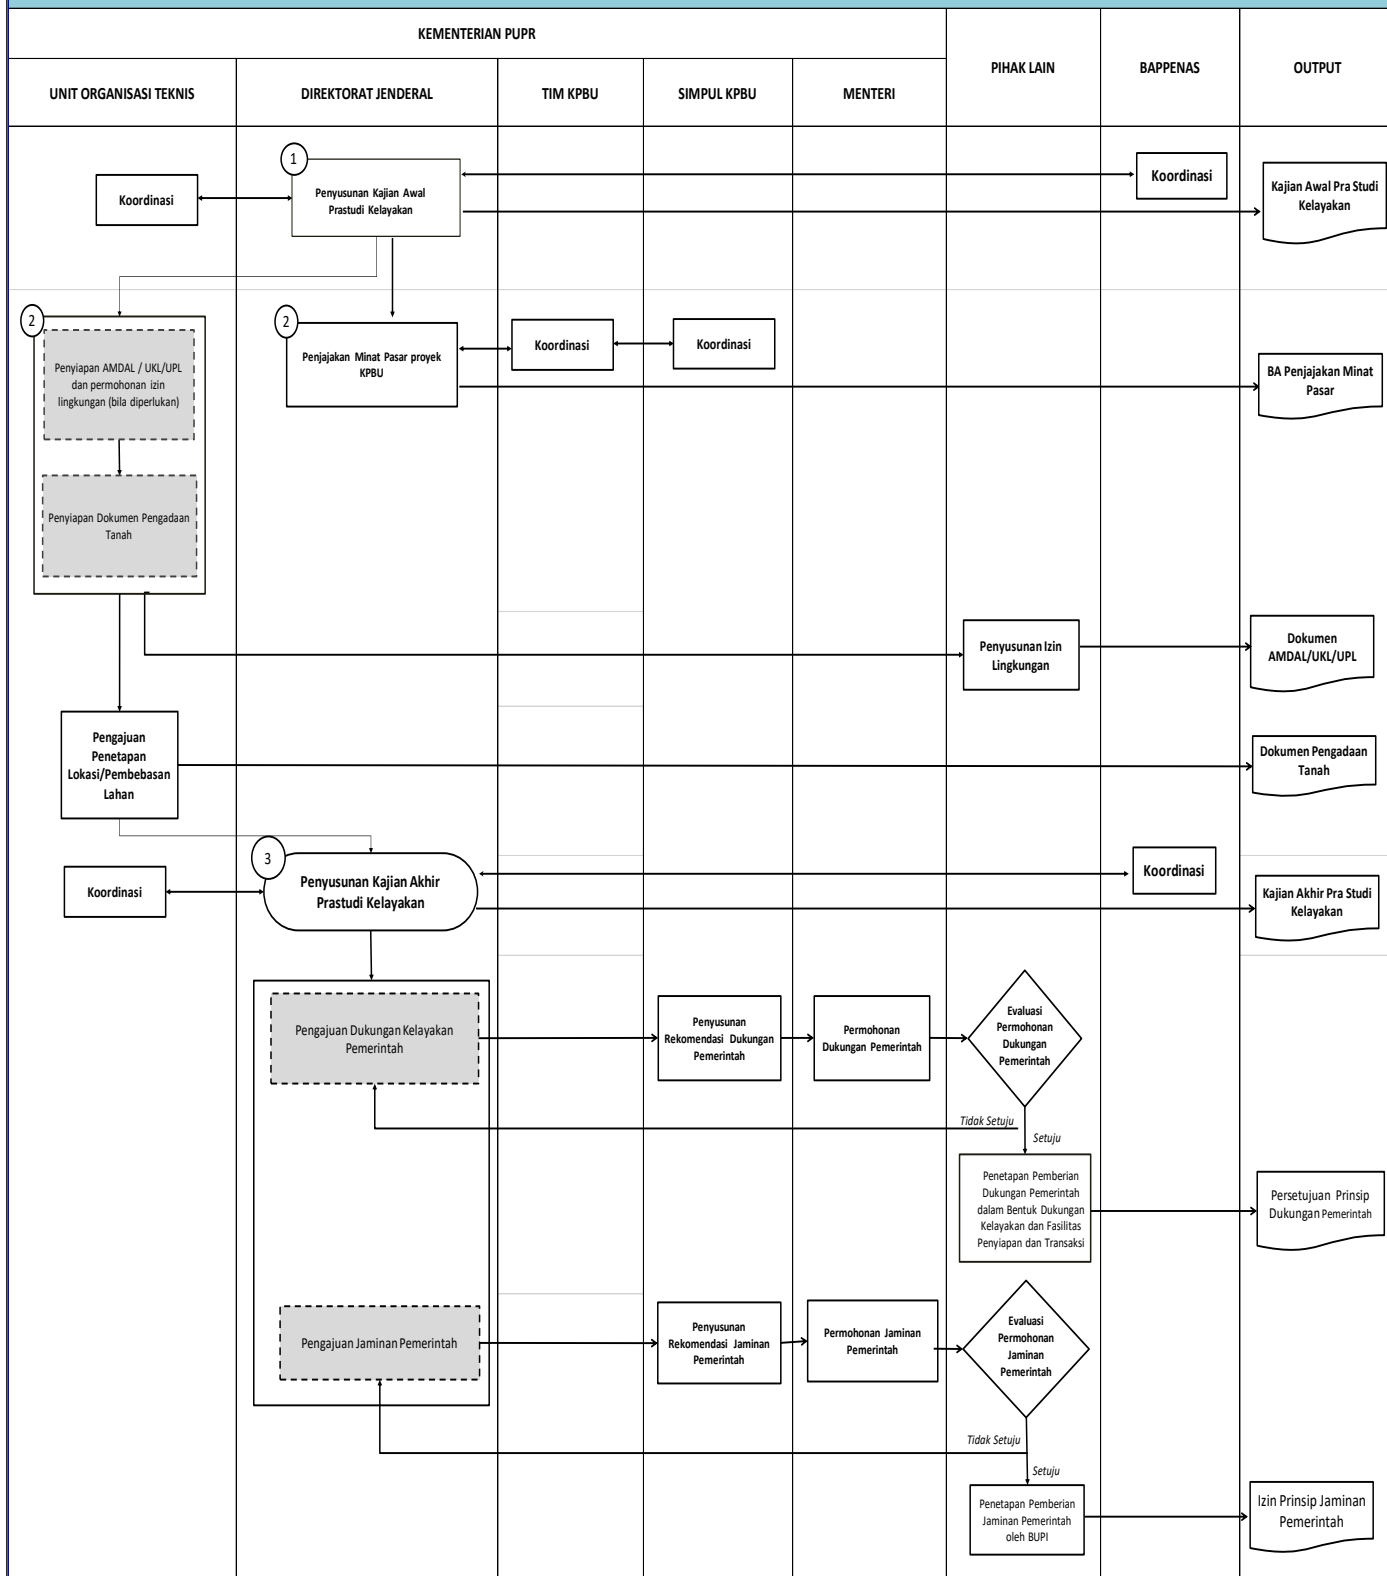 KEMENTERIAN PUPR
PIHAK LAIN
BAPPENAS
OUTPUT
UNIT ORGANISASI TEKNIS
DIREKTORAT JENDERAL
TIM KPBU
SIMPUL KPBU
MENTERI
1
Koordinasi
Penyusunan Kajian Awal
Prastudi Kelayakan
Koordinasi
Kajian Awal Pra Studi
Kelayakan
2
Penyiapan AMDAL / UKL/UPL
dan permohonan izin
lingkungan (bila diperlukan)
Penyiapan Dokumen Pengadaan
Tanah
2
Penjajakan Minat Pasar proyek
KPBU
Koordinasi
Koordinasi
BA Penjajakan Minat
Pasar
Penyusunan Izin
Lingkungan
Dokumen
AMDAL/UKL/UPL
Pengajuan
Penetapan
Lokasi/Pembebasan
Lahan
Dokumen Pengadaan
Tanah
3
Koordinasi
Penyusunan Kajian Akhir
Prastudi Kelayakan
Koordinasi
Kajian Akhir Pra Studi
Kelayakan
Pengajuan Dukungan Kelayakan
Pemerintah
Penyusunan
Rekomendasi Dukungan
Pemerintah
Permohonan
Dukungan Pemerintah
Evaluasi
Permohonan
Dukungan
Pemerintah
Tidak Setuju
Setuju
Penetapan Pemberian
Dukungan Pemerintah
dalam Bentuk Dukungan
Kelayakan dan Fasilitas
Penyiapan dan Transaksi
Persetujuan Prinsip
Dukungan Pemerintah
Pengajuan Jaminan Pemerintah
Penyusunan
Rekomendasi Jaminan
Pemerintah
Permohonan Jaminan
Pemerintah
Evaluasi
Permohonan
Jaminan
Pemerintah
Tidak Setuju
Setuju
Penetapan Pemberian
Jaminan Pemerintah
oleh BUPI
Izin Prinsip Jaminan
Pemerintah